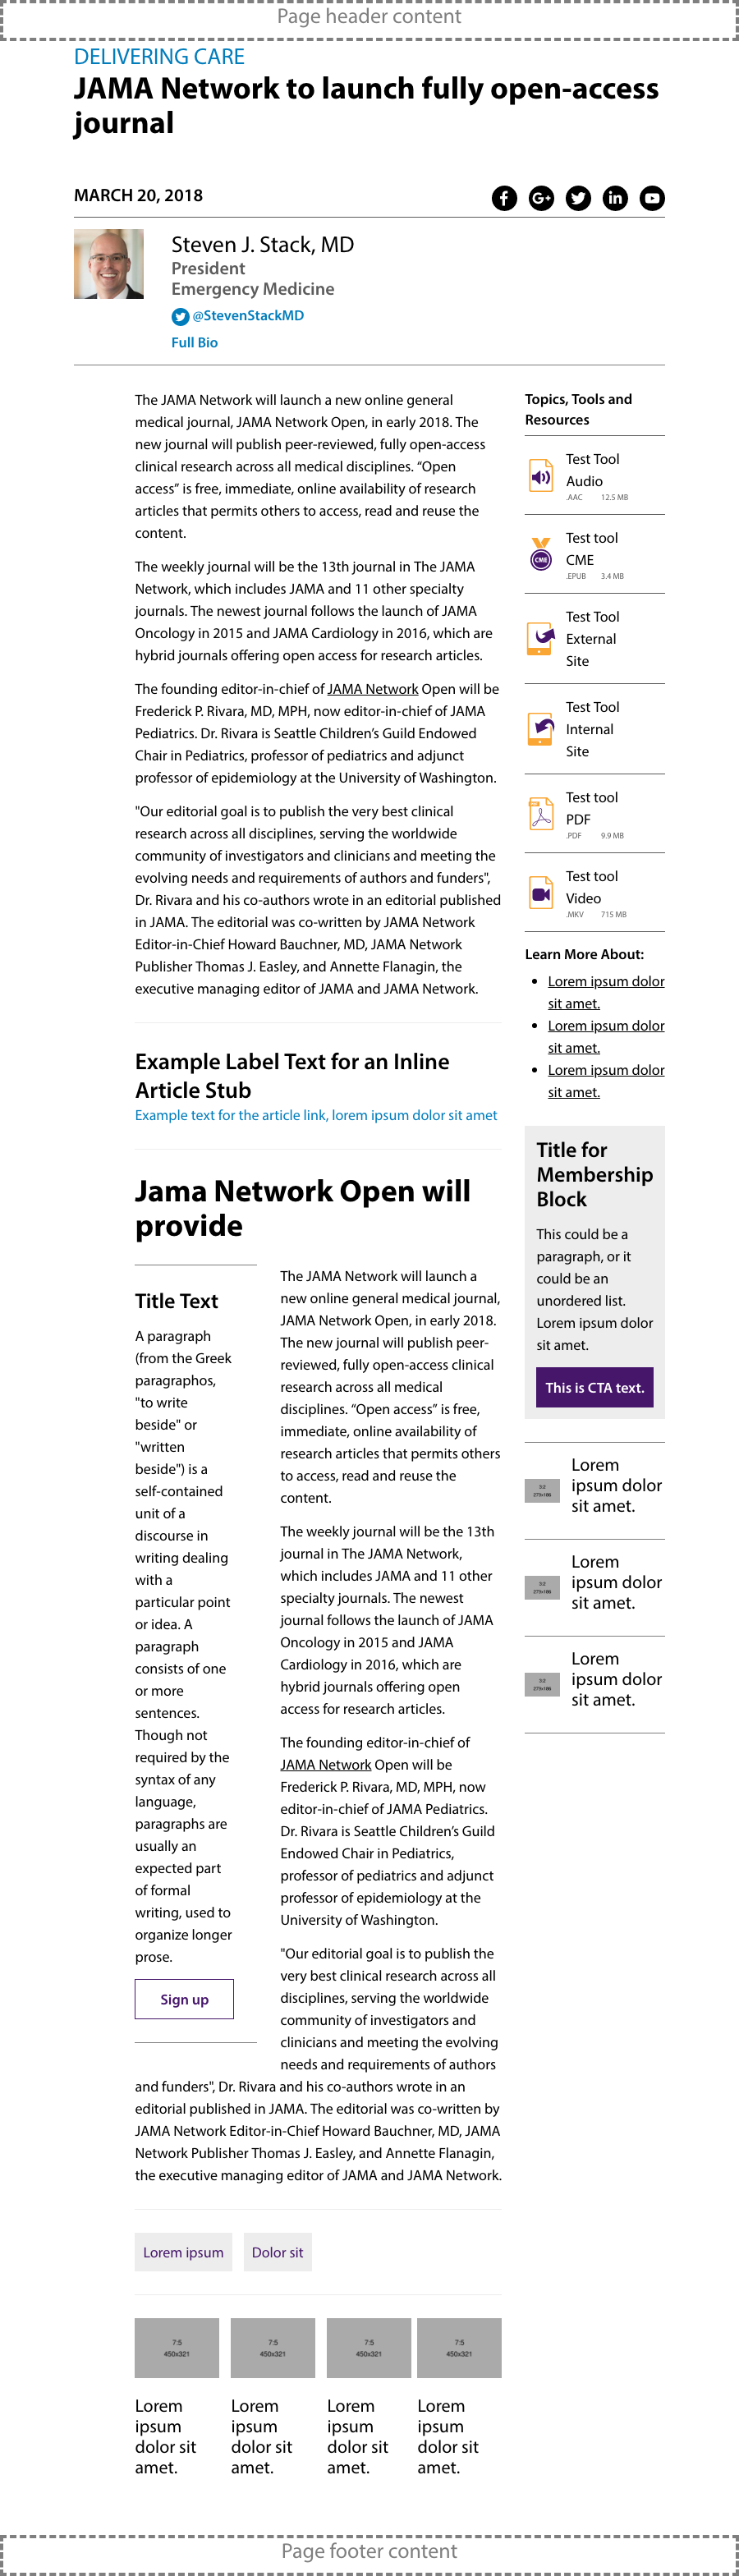 Page header content
DELIVERING CARE
JAMA Network to launch fully open-access
journal
MARCH 20, 2018
Steven J. Stack, MD
President
Emergency Medicine
@StevenStackMD
Full Bio
The JAMA Network will launch a new online general
medical journal, JAMA Network Open, in early 2018. The
new journal will publish peer-reviewed, fully open-access
clinical research across all medical disciplines. “Open
access” is free, immediate, online availability of research
articles that permits others to access, read and reuse the
content.
The weekly journal will be the 13th journal in The JAMA
Network, which includes JAMA and 11 other specialty
journals. The newest journal follows the launch of JAMA
Oncology in 2015 and JAMA Cardiology in 2016, which are
hybrid journals offering open access for research articles.
The founding editor-in-chief of JAMA Network Open will be
Frederick P. Rivara, MD, MPH, now editor-in-chief of JAMA
Pediatrics. Dr. Rivara is Seattle Children’s Guild Endowed
Chair in Pediatrics, professor of pediatrics and adjunct
professor of epidemiology at the University of Washington.
"Our editorial goal is to publish the very best clinical
research across all disciplines, serving the worldwide
community of investigators and clinicians and meeting the
evolving needs and requirements of authors and funders",
Dr. Rivara and his co-authors wrote in an editorial published
in JAMA. The editorial was co-written by JAMA Network
Editor-in-Chief Howard Bauchner, MD, JAMA Network
Publisher Thomas J. Easley, and Annette Flanagin, the
executive managing editor of JAMA and JAMA Network.
Example Label Text for an Inline
Article Stub
Example text for the article link, lorem ipsum dolor sit amet
Jama Network Open will
provide
Title Text
A paragraph
(from the Greek
paragraphos,
"to write
beside" or
"written
beside") is a
self-contained
unit of a
discourse in
writing dealing
with a
particular point
or idea. A
paragraph
consists of one
or more
sentences.
Though not
required by the
syntax of any
language,
paragraphs are
usually an
expected part
of formal
writing, used to
organize longer
prose.
Sign up
The JAMA Network will launch a
new online general medical journal,
JAMA Network Open, in early 2018.
The new journal will publish peer-
reviewed, fully open-access clinical
research across all medical
disciplines. “Open access” is free,
immediate, online availability of
research articles that permits others
to access, read and reuse the
content.
The weekly journal will be the 13th
journal in The JAMA Network,
which includes JAMA and 11 other
specialty journals. The newest
journal follows the launch of JAMA
Oncology in 2015 and JAMA
Cardiology in 2016, which are
hybrid journals offering open
access for research articles.
The founding editor-in-chief of
JAMA Network Open will be
Frederick P. Rivara, MD, MPH, now
editor-in-chief of JAMA Pediatrics.
Dr. Rivara is Seattle Children’s Guild
Endowed Chair in Pediatrics,
professor of pediatrics and adjunct
professor of epidemiology at the
University of Washington.
"Our editorial goal is to publish the
very best clinical research across all
disciplines, serving the worldwide
community of investigators and
clinicians and meeting the evolving
needs and requirements of authors
and funders", Dr. Rivara and his co-authors wrote in an
editorial published in JAMA. The editorial was co-written by
JAMA Network Editor-in-Chief Howard Bauchner, MD, JAMA
Network Publisher Thomas J. Easley, and Annette Flanagin,
the executive managing editor of JAMA and JAMA Network.
Lorem ipsum
Dolor sit
7:5
450x321
7:5
450x321
7:5
450x321
7:5
450x321
Lorem
ipsum
dolor sit
amet.
Lorem
ipsum
dolor sit
amet.
Lorem
ipsum
dolor sit
amet.
Lorem
ipsum
dolor sit
amet.
Topics, Tools and
Resources
Test Tool
Audio
.AAC 12.5 MB
CME
Test tool
CME
.EPUB 3.4 MB
Test Tool
External
Site
Test Tool
Internal
Site
Test tool
PDF
.PDF 9.9 MB
Test tool
Video
.MKV 715 MB
Learn More About:
Lorem ipsum dolor
sit amet.
Lorem ipsum dolor
sit amet.
Lorem ipsum dolor
sit amet.
Title for
Membership
Block
This could be a
paragraph, or it
could be an
unordered list.
Lorem ipsum dolor
sit amet.
This is CTA text.
3:2
279x186
Lorem
ipsum dolor
sit amet.
3:2
279x186
Lorem
ipsum dolor
sit amet.
3:2
279x186
Lorem
ipsum dolor
sit amet.
Page footer content